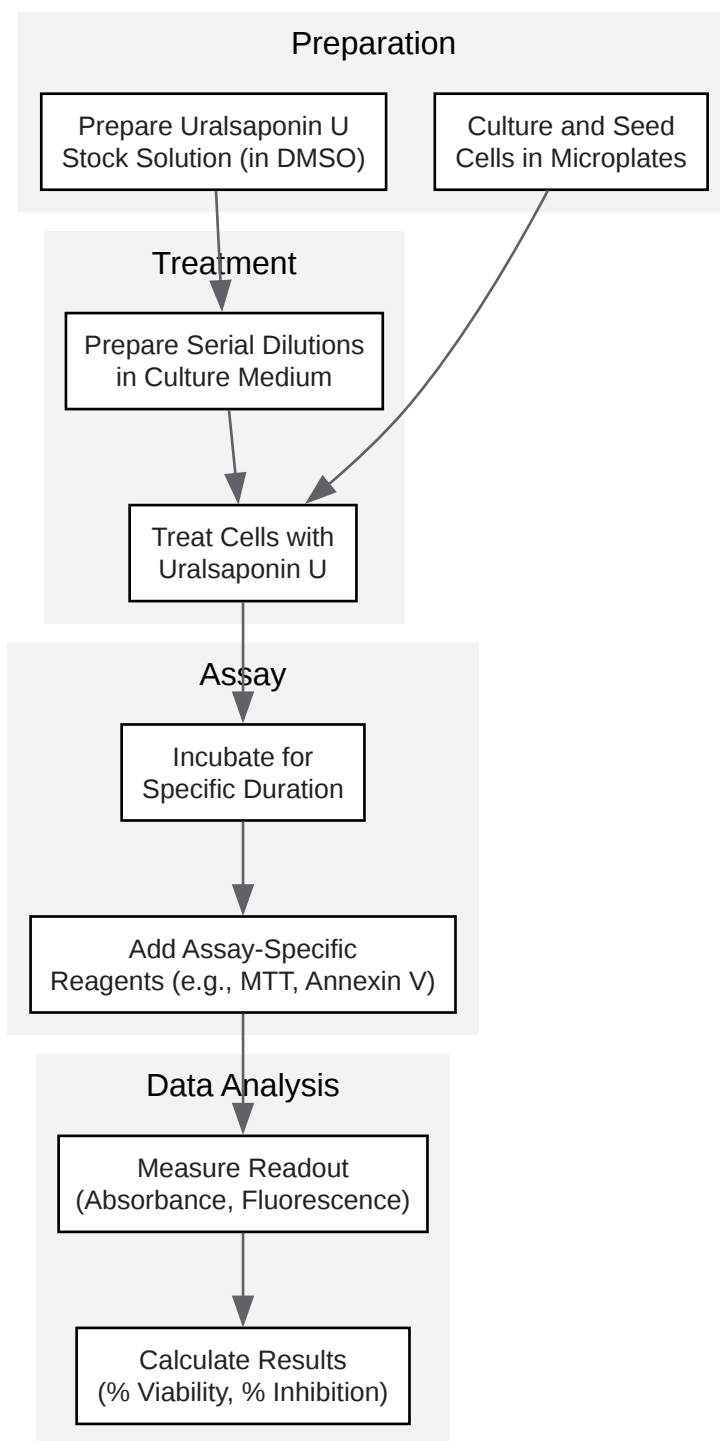 Preparation
Prepare Uralsaponin U
Stock Solution (in DMSO)
Culture and Seed
Cells in Microplates
Treatment
Prepare Serial Dilutions
in Culture Medium
Treat Cells with
Uralsaponin U
Assay
Incubate for
Specific Duration
Add Assay-Specific
Reagents (e.g., MTT, Annexin V)
Data Analysis
Measure Readout
(Absorbance, Fluorescence)
Calculate Results
(% Viability, % Inhibition)